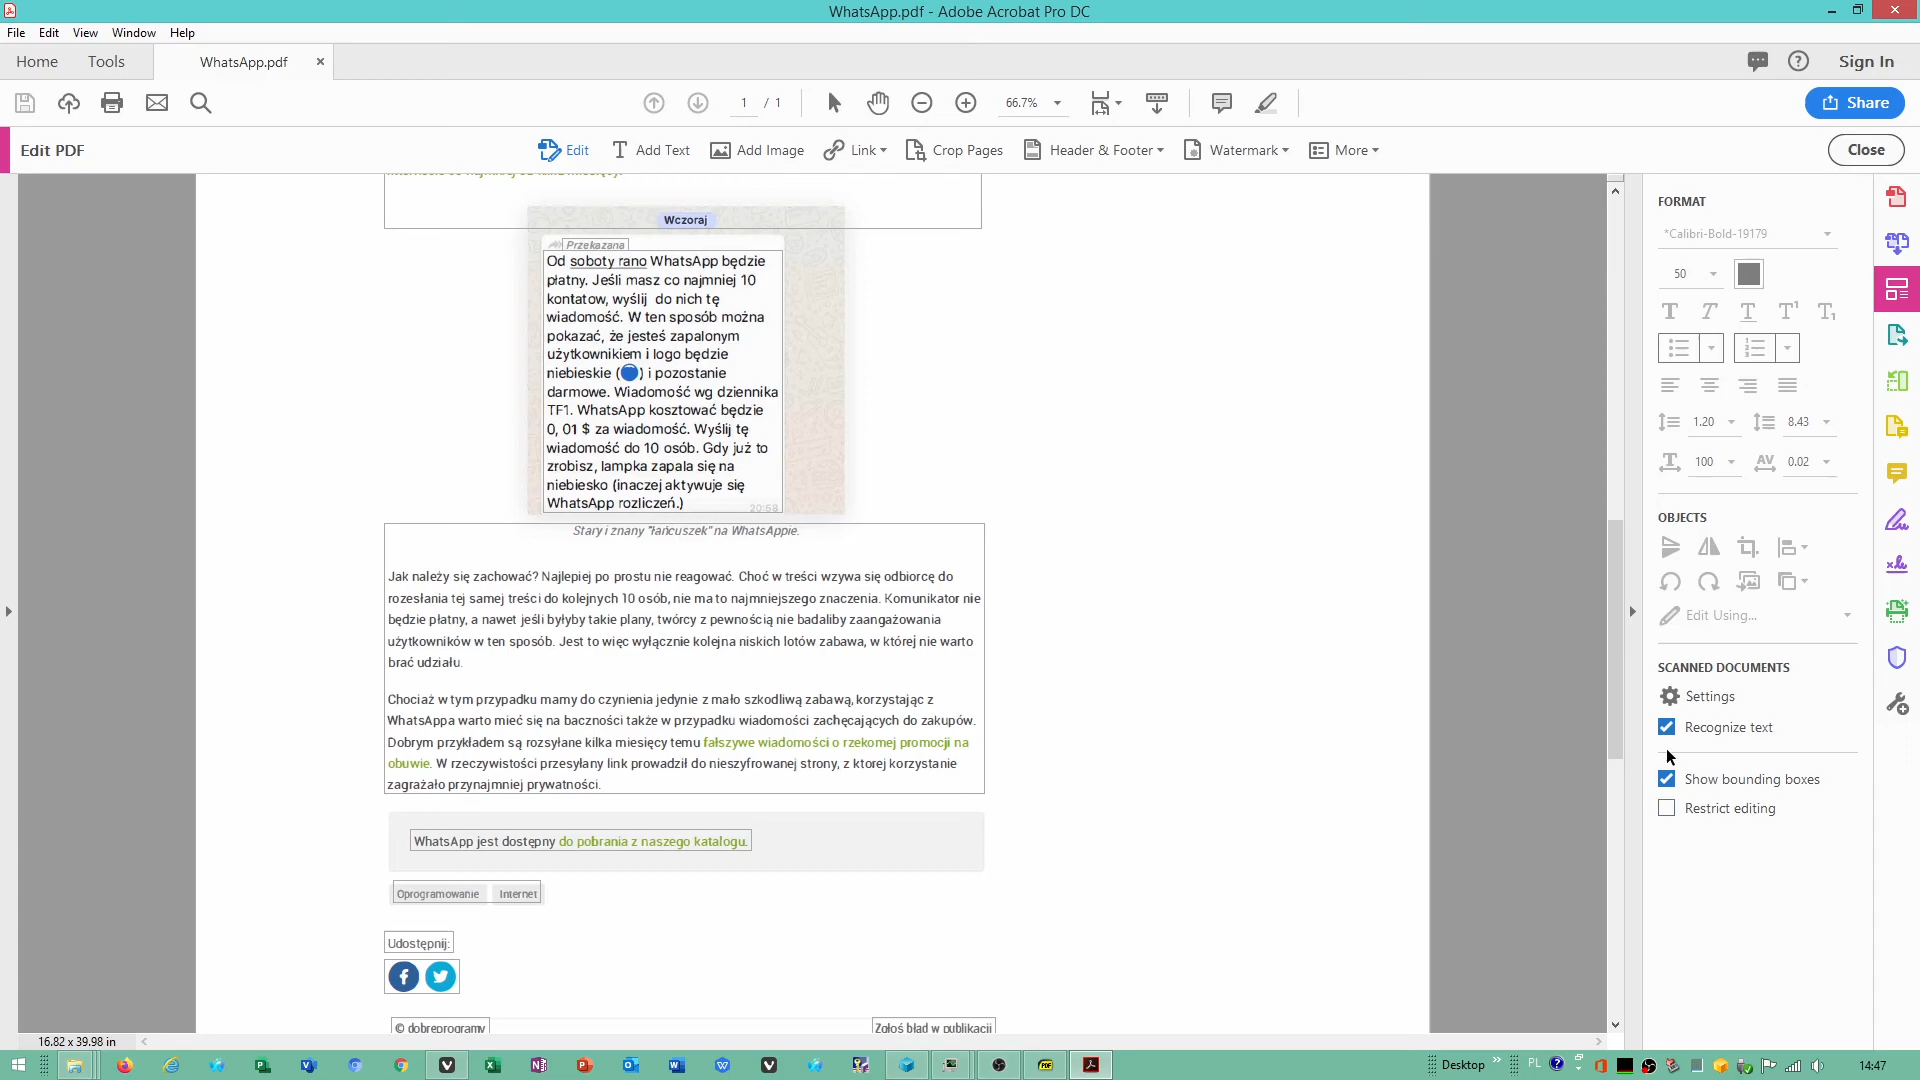 WhatsApp.pdf - Adobe Acrobat Pro DC
File Edit View Window Help
Home Tools WhatsApp.pdf Sign In
1 / 1 66.7% Share
Edit PDF Edit Add Text Add Image Link Crop Pages Header & Footer Watermark More Close
Wczoraj
Przekazana
Od soboty rano WhatsApp będzie
płatny. Jeśli masz co najmniej 10
kontatow, wyślij do nich tę
wiadomość. W ten sposób można
pokazać, że jesteś zapalonym
użytkownikiem i logo będzie
niebieskie (🔵) i pozostanie
darmowe. Wiadomość wg dziennika
TF1. WhatsApp kosztować będzie
0, 01 $ za wiadomość. Wyślij tę
wiadomość do 10 osób. Gdy już to
zrobisz, lampka zapala się na
niebiesko (inaczej aktywuje się
WhatsApp rozliczeń.)
20:58
Stary i znany "łańcuszek" na WhatsAppie.
Jak należy się zachować? Najlepiej po prostu nie reagować. Choć w treści wzywa się odbiorcę do
rozesłania tej samej treści do kolejnych 10 osób, nie ma to najmniejszego znaczenia. Komunikator nie
będzie płatny, a nawet jeśli byłyby takie plany, twórcy z pewnością nie badaliby zaangażowania
użytkowników w ten sposób. Jest to więc wyłącznie kolejna niskich lotów zabawa, w której nie warto
brać udziału.
Chociaż w tym przypadku mamy do czynienia jedynie z mało szkodliwą zabawą, korzystając z
WhatsAppa warto mieć się na baczności także w przypadku wiadomości zachęcających do zakupów.
Dobrym przykładem są rozsyłane kilka miesięcy temu fałszywe wiadomości o rzekomej promocji na
obuwie. W rzeczywistości przesyłany link prowadził do nieszyfrowanej strony, z ktorej korzystanie
zagrażało przynajmniej prywatności.
WhatsApp jest dostępny do pobrania z naszego katalogu.
Oprogramowanie Internet
Udostępnij:
© dobreprogramy Zgłoś błąd w publikacji
16.82 x 39.98 in
FORMAT
*Calibri-Bold-19179
50
1.20 8.43
100 0.02
OBJECTS
Edit Using...
SCANNED DOCUMENTS
Settings
Recognize text
Show bounding boxes
Restrict editing
Desktop PL 14:47